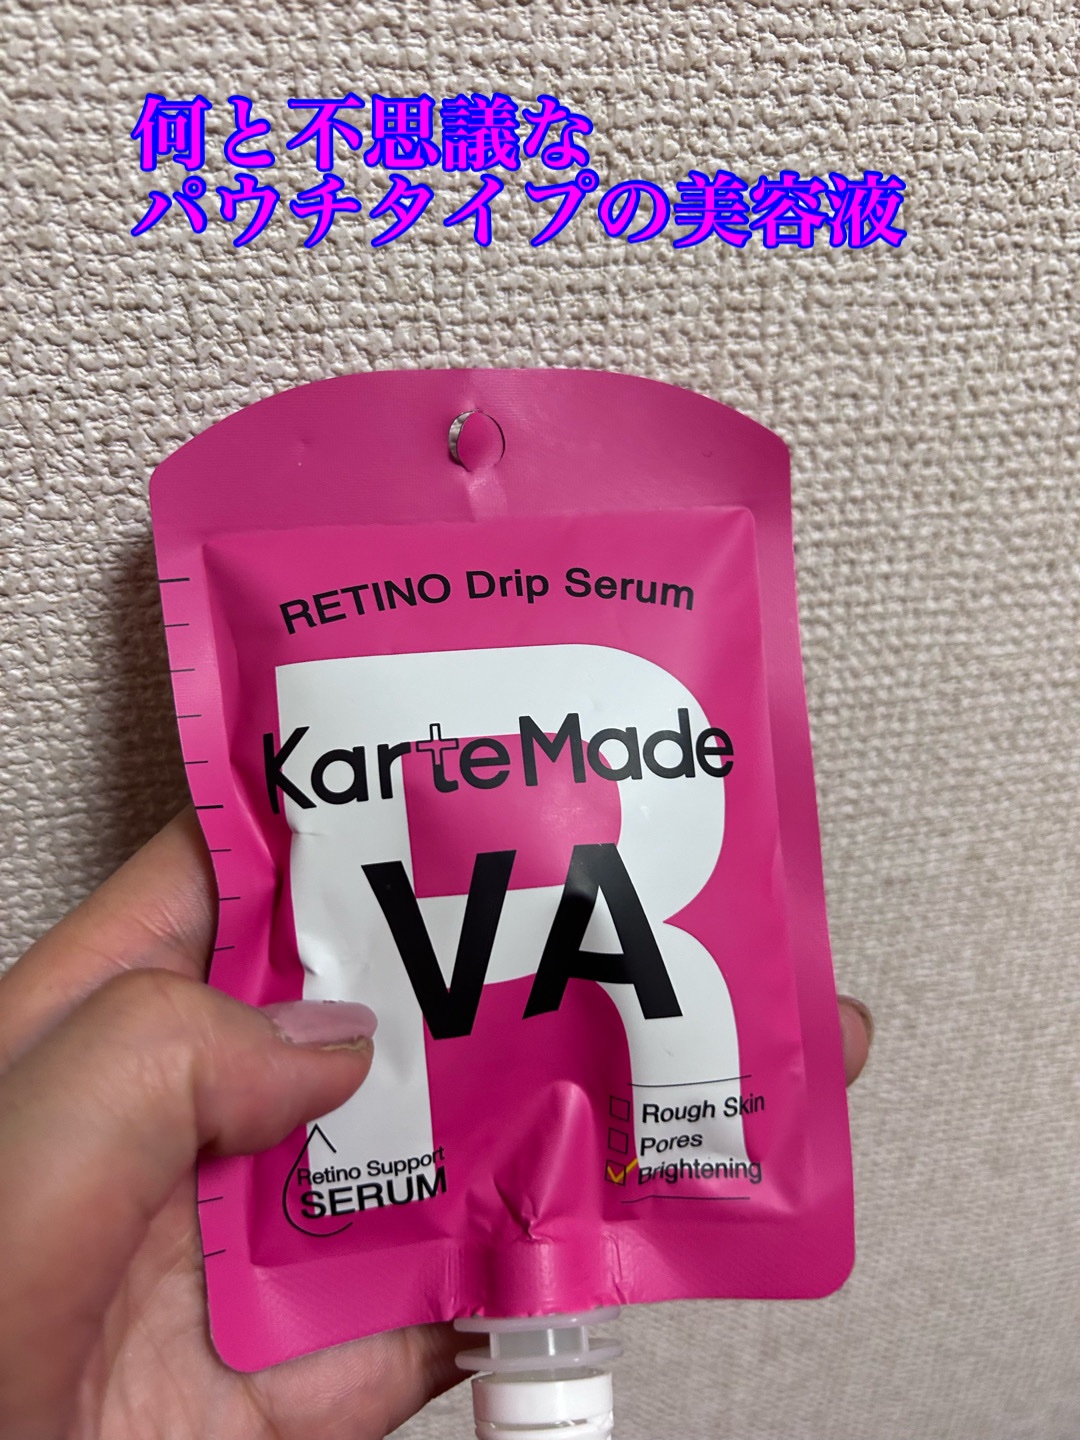 何と不思議な
パウチタイプの美容液
RETINO Drip Serum
KarteMade
VA
Rough Skin
Pores
Brightening
Retino Support
SERUM